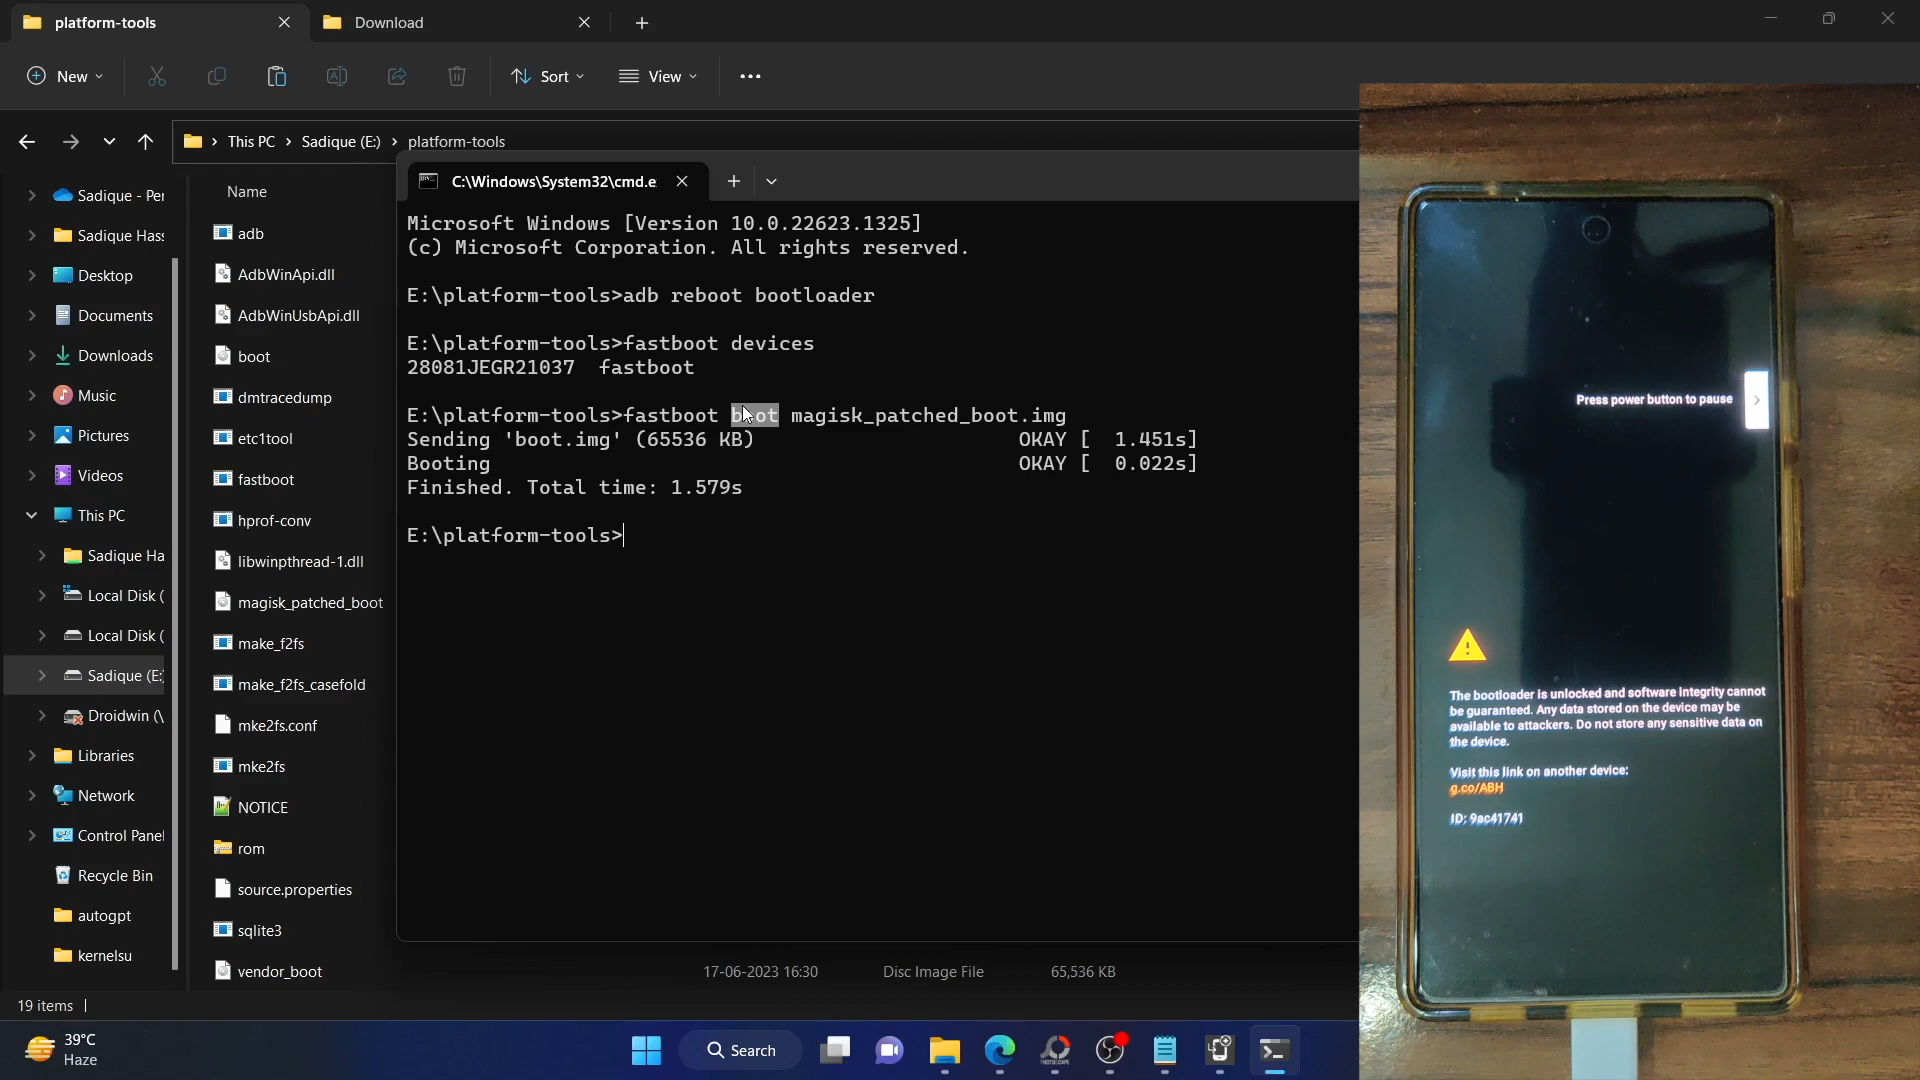 platform-tools
Download
New
Sort
View
This PC
Sadique (E:)
platform-tools
Sadique - Per
Sadique Hass
Desktop
Documents
Downloads
Music
Pictures
Videos
This PC
Sadique Ha
Local Disk (
Local Disk (
Sadique (E:
Droidwin (\
Libraries
Network
Control Panel
Recycle Bin
autogpt
kernelsu
Name
adb
AdbWinApi.dll
AdbWinUsbApi.dll
boot
dmtracedump
etc1tool
fastboot
hprof-conv
libwinpthread-1.dll
magisk_patched_boot
make_f2fs
make_f2fs_casefold
mke2fs.conf
mke2fs
NOTICE
rom
source.properties
sqlite3
vendor_boot
17-06-2023 16:30
Disc Image File
65,536 KB
C:\Windows\System32\cmd.e
Microsoft Windows [Version 10.0.22623.1325]
(c) Microsoft Corporation. All rights reserved.
E:\platform-tools>adb reboot bootloader
E:\platform-tools>fastboot devices
28081JEGR21037 fastboot
E:\platform-tools>fastboot boot magisk_patched_boot.img
Sending 'boot.img' (65536 KB) OKAY [ 1.451s]
Booting OKAY [ 0.022s]
Finished. Total time: 1.579s
E:\platform-tools>
Press power button to pause
The bootloader is unlocked and software integrity cannot
be guaranteed. Any data stored on the device may be
available to attackers. Do not store any sensitive data on
the device.
Visit this link on another device:
g.co/ABH
ID: 9ac41741
19 items
39°C
Haze
Search